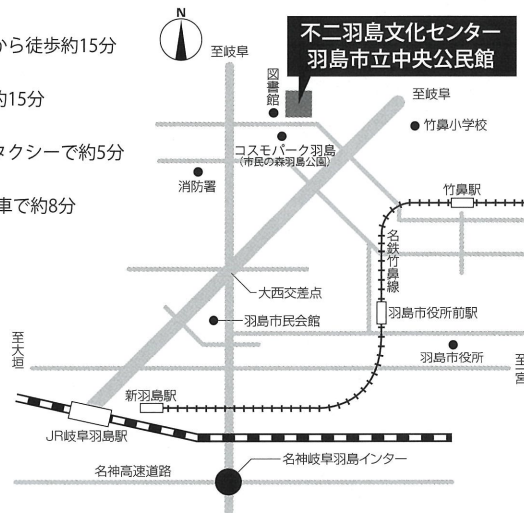 から徒歩約15分
約15分
タクシーで約5分
車で約8分
N
不二羽島文化センター
羽島市立中央公民館
至岐阜
図書館
至岐阜
竹鼻小学校
コスモパーク羽島
(市民の森羽島公園)
消防署
竹鼻駅
名鉄竹鼻線
大西交差点
羽島市役所前駅
羽島市民会館
至大垣
羽島市役所
至一宮
新羽島駅
JR岐阜羽島駅
名神岐阜羽島インター
名神高速道路